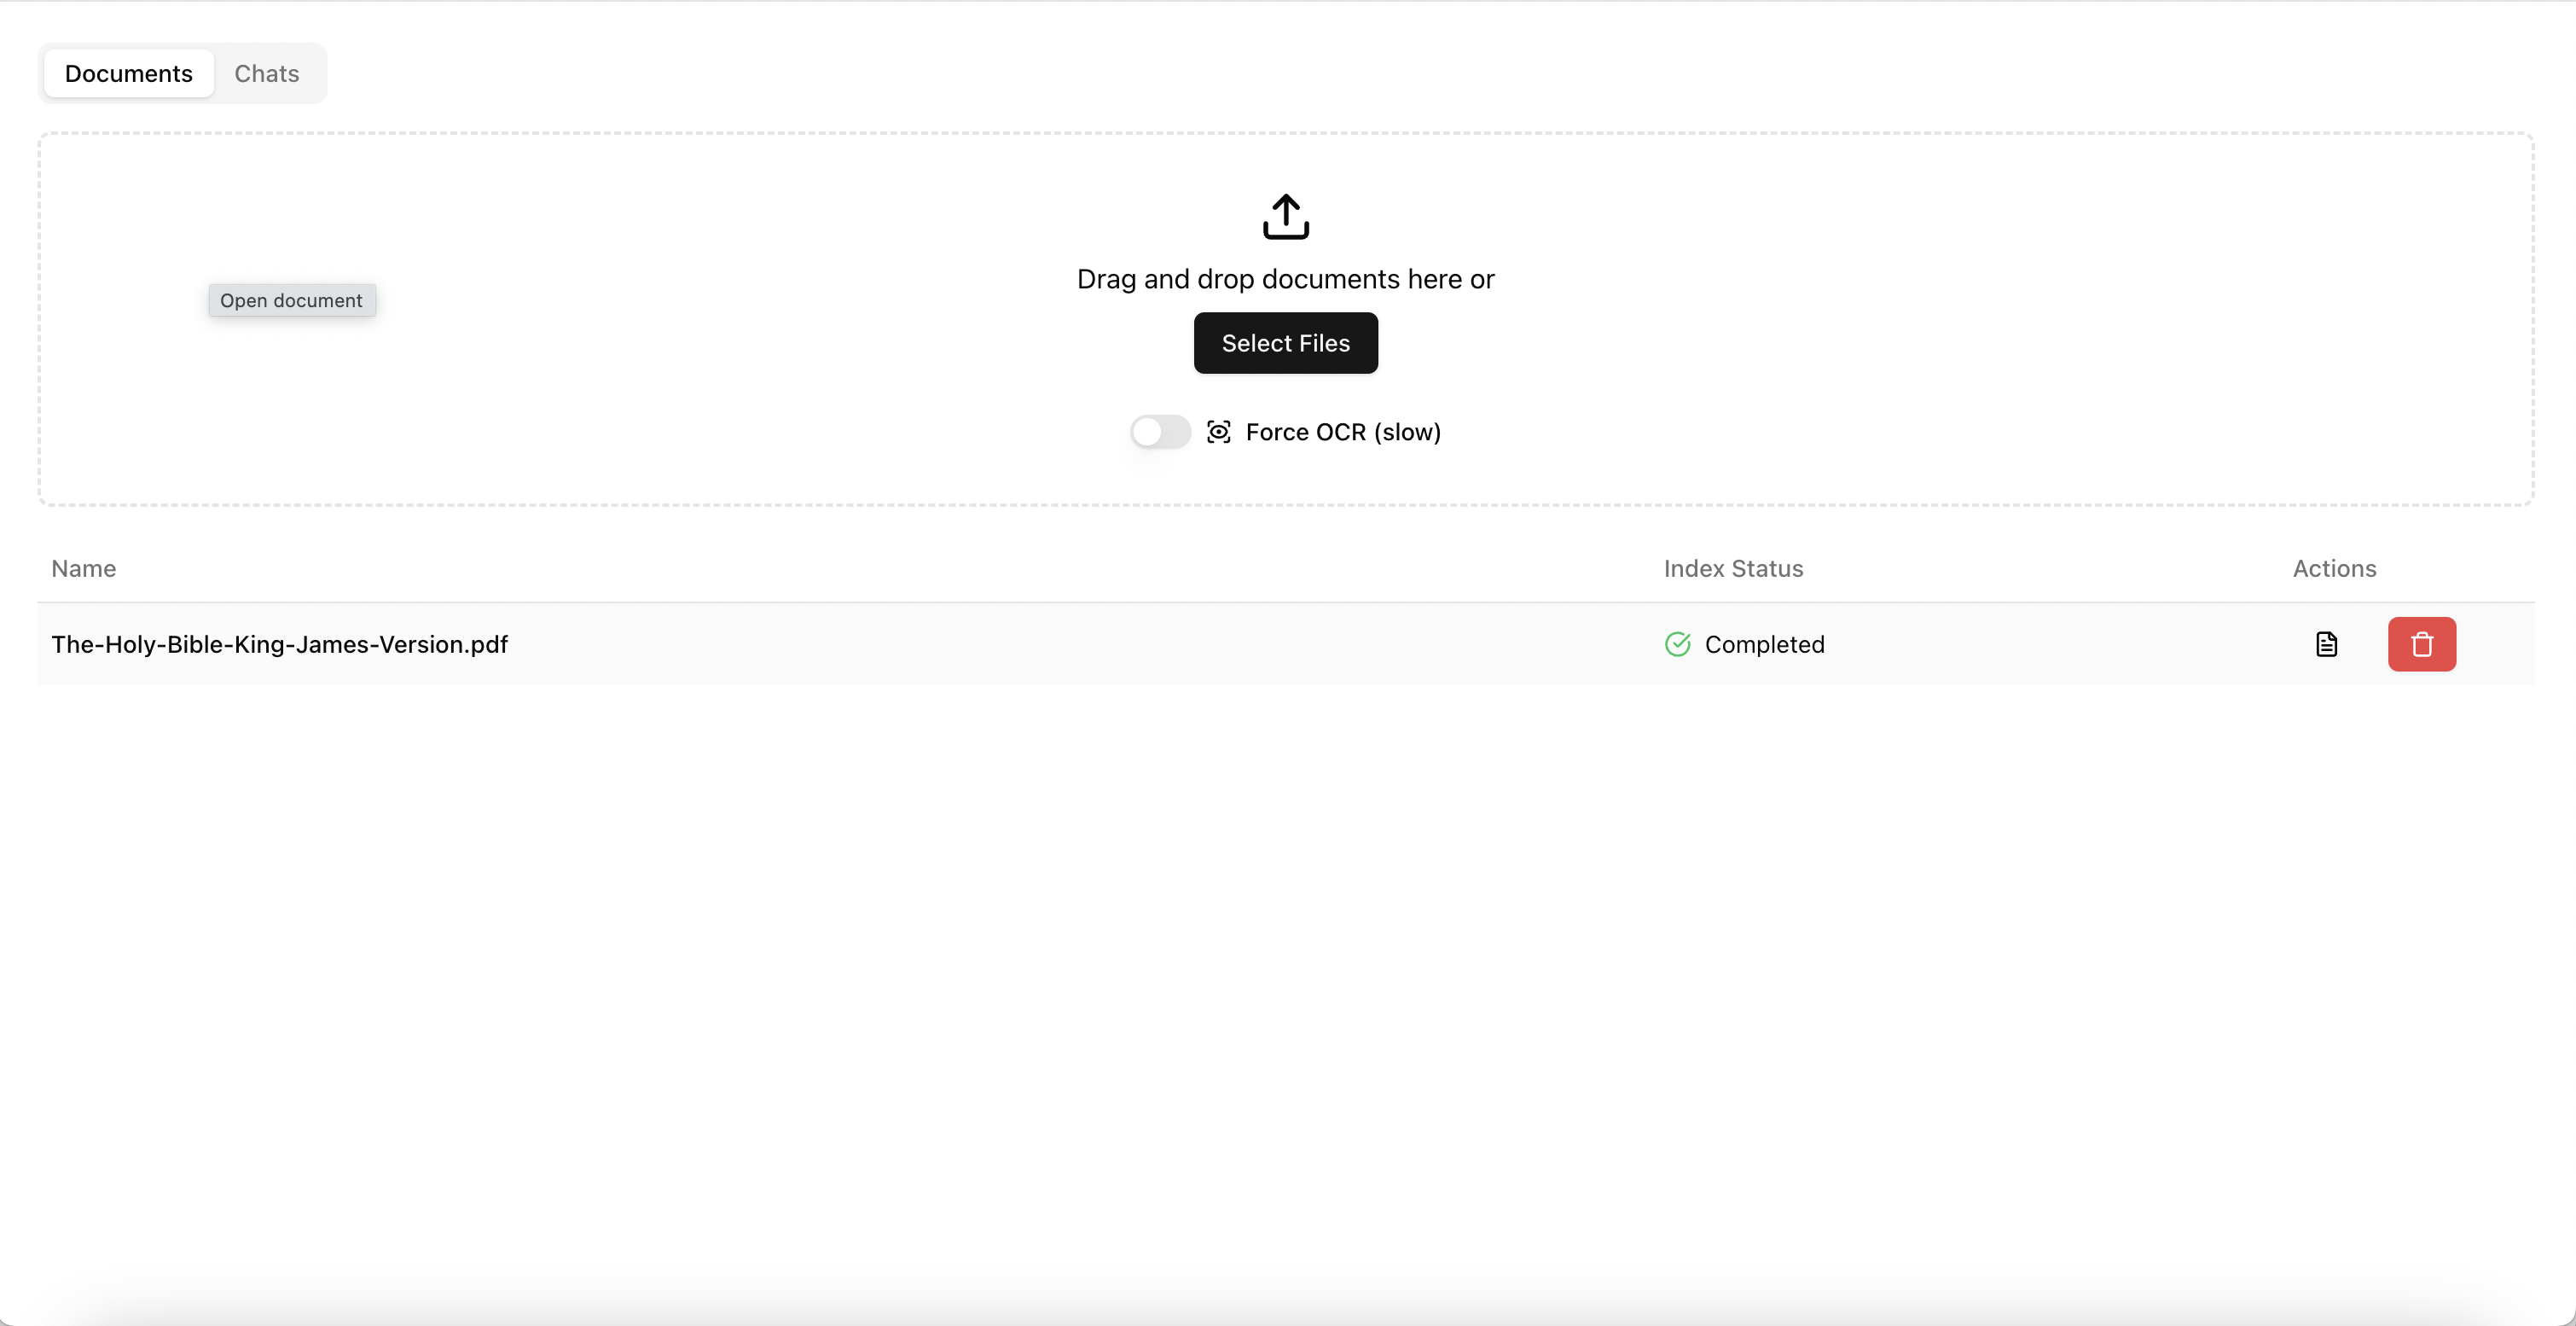 Documents Chats
Open document
Drag and drop documents here or
Select Files
Force OCR (slow)
Name Index Status Actions
The-Holy-Bible-King-James-Version.pdf Completed